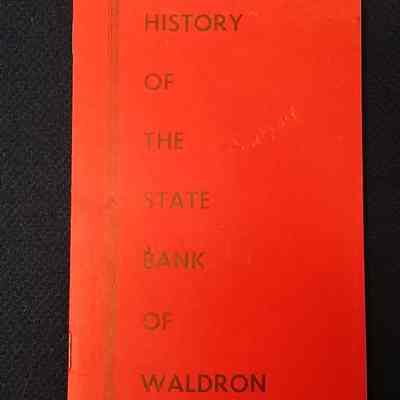 HISTORY
OF
THE
STATE
BANK
OF
WALDRON